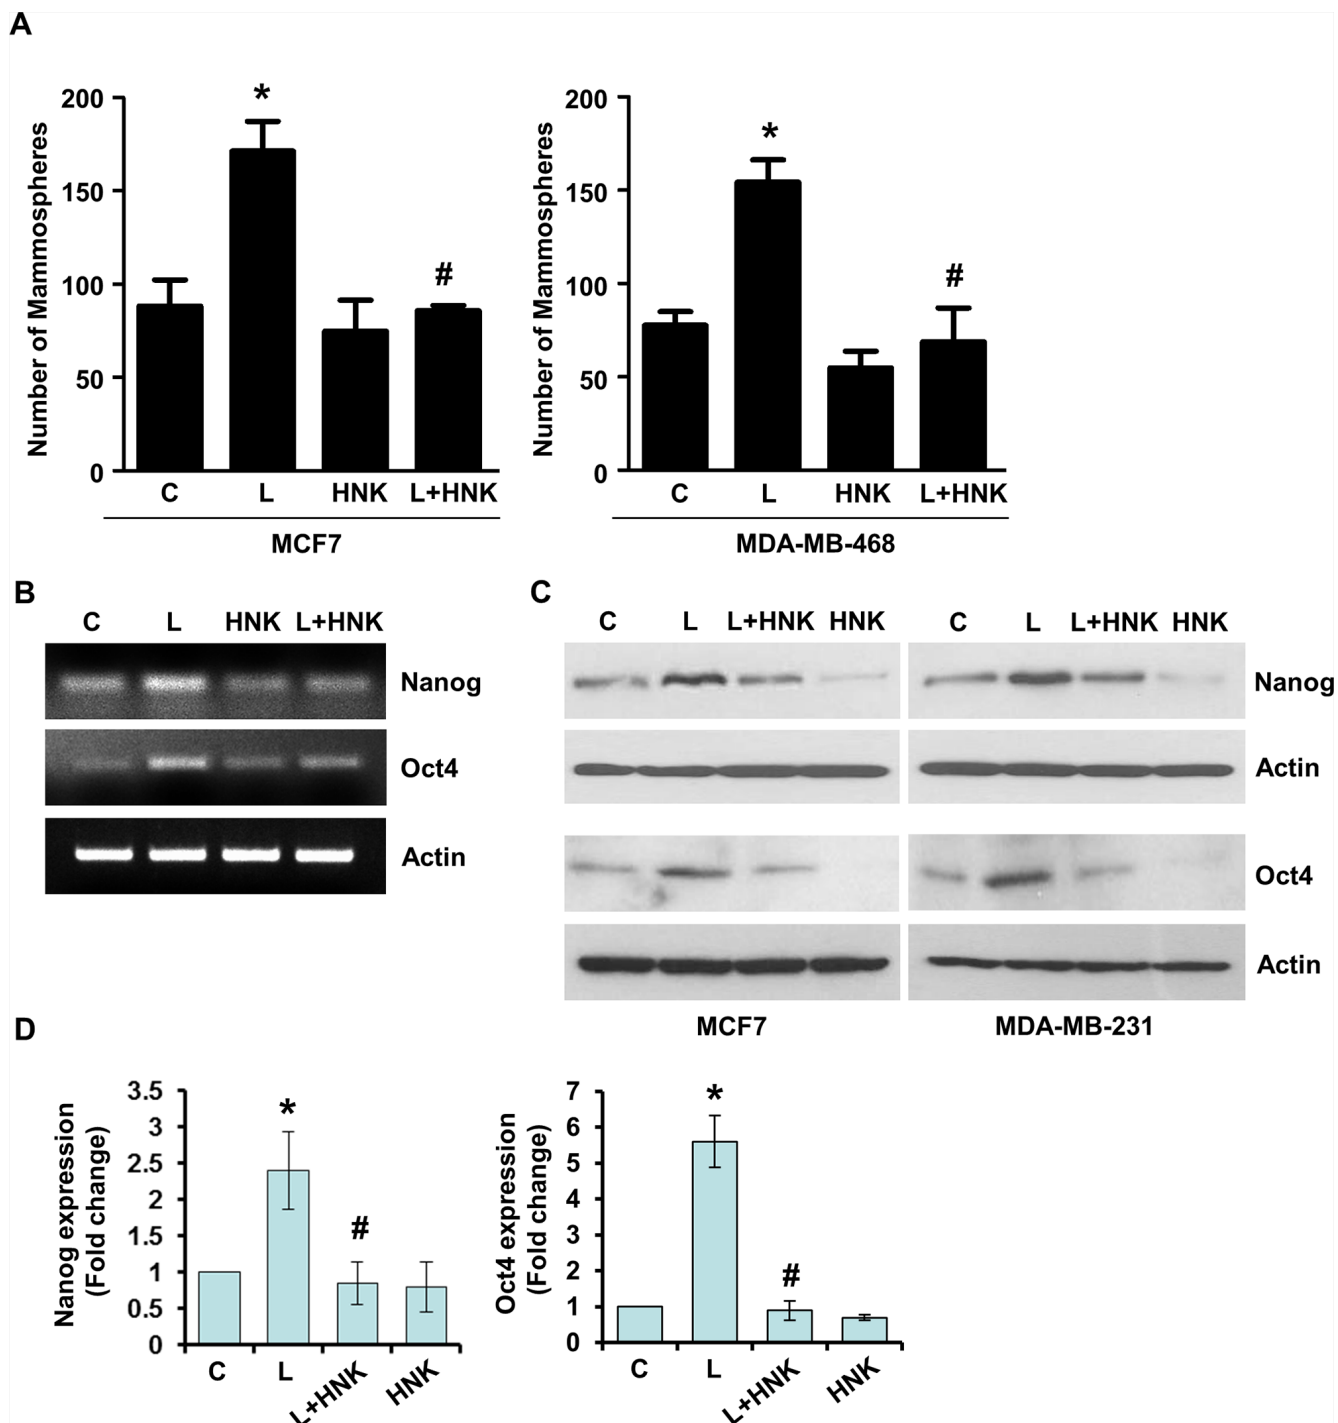 A
200
150
100
50
0
Number of Mammospheres
*
#
C L HNK L+HNK
MCF7
200
150
100
50
0
Number of Mammospheres
*
#
C L HNK L+HNK
MDA-MB-468
B
C L HNK L+HNK
Nanog
Oct4
Actin
C
C L L+HNK HNK C L L+HNK HNK
Nanog
Actin
Oct4
Actin
MCF7 MDA-MB-231
D
3.5
3
2.5
2
1.5
1
0.5
0
Nanog expression
(Fold change)
*
#
C L L+HNK HNK
7
6
5
4
3
2
1
0
Oct4 expression
(Fold change)
*
#
C L L+HNK HNK